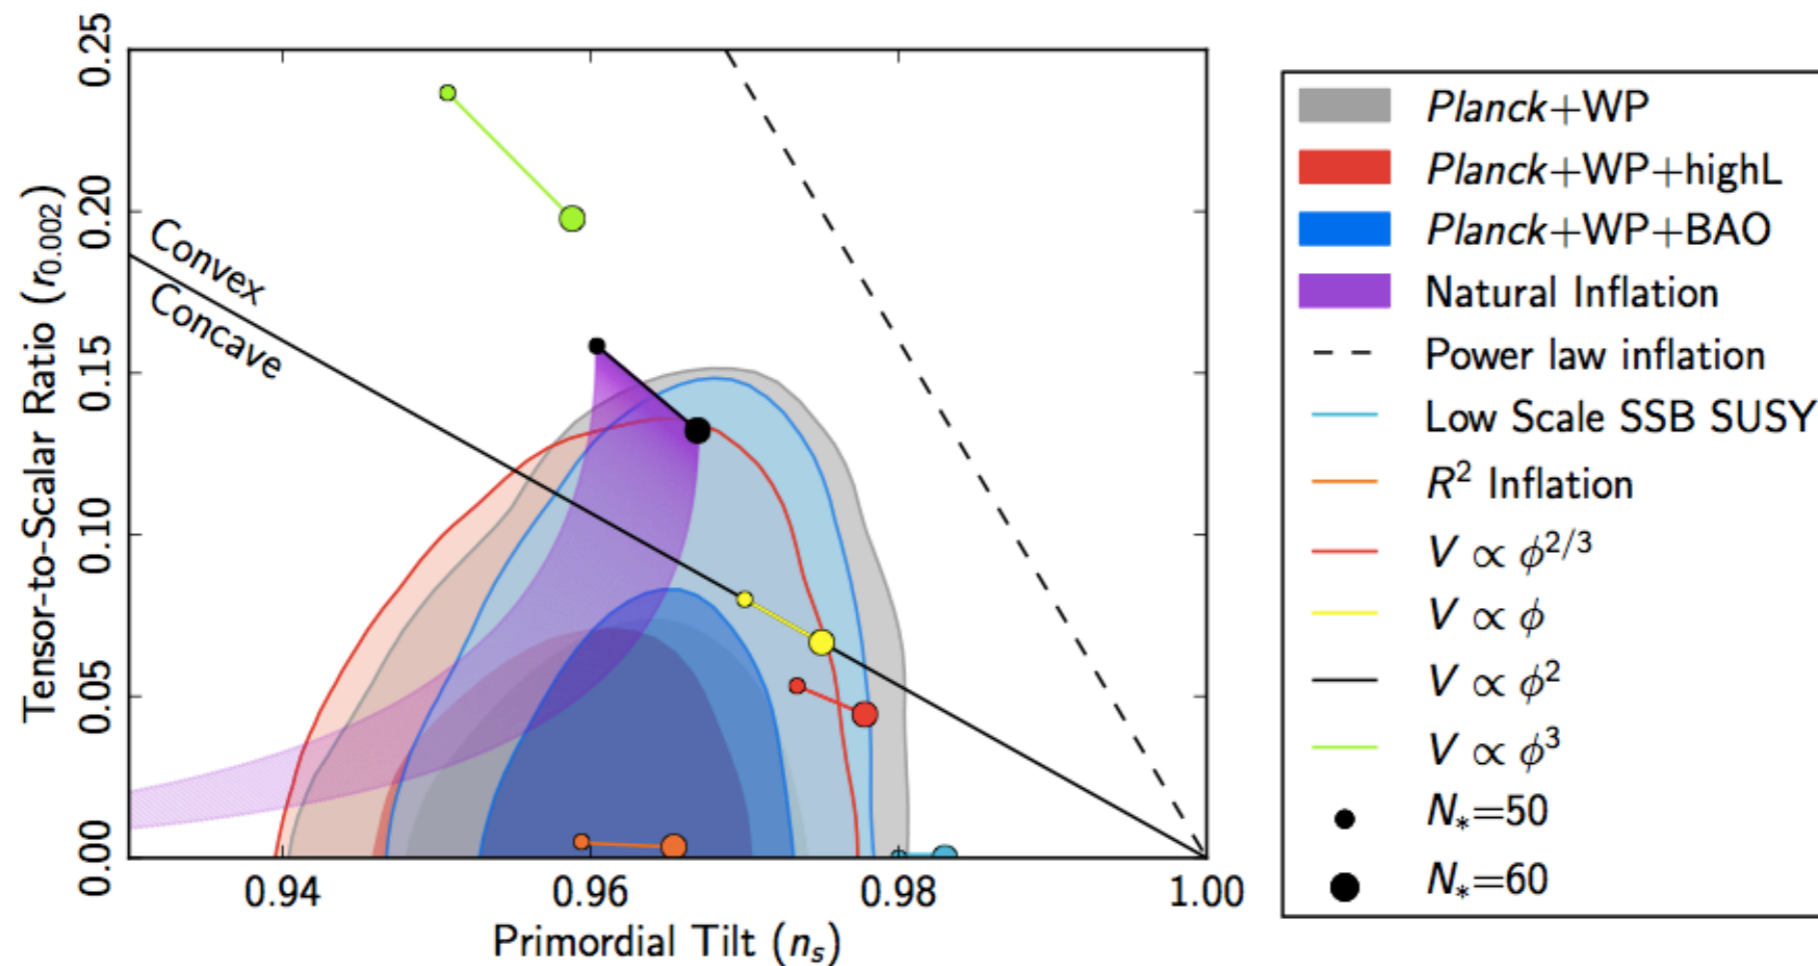 Tensor-to-Scalar Ratio (r₀.₀₀₂)
0.25
0.20
0.15
0.10
0.05
0.00
Convex
Concave
0.94 0.96 0.98 1.00
Primordial Tilt (nₛ)
Planck+WP
Planck+WP+highL
Planck+WP+BAO
Natural Inflation
Power law inflation
Low Scale SSB SUSY
R² Inflation
V ∝ ϕ²ᐟ³
V ∝ ϕ
V ∝ ϕ²
V ∝ ϕ³
N*=50
N*=60